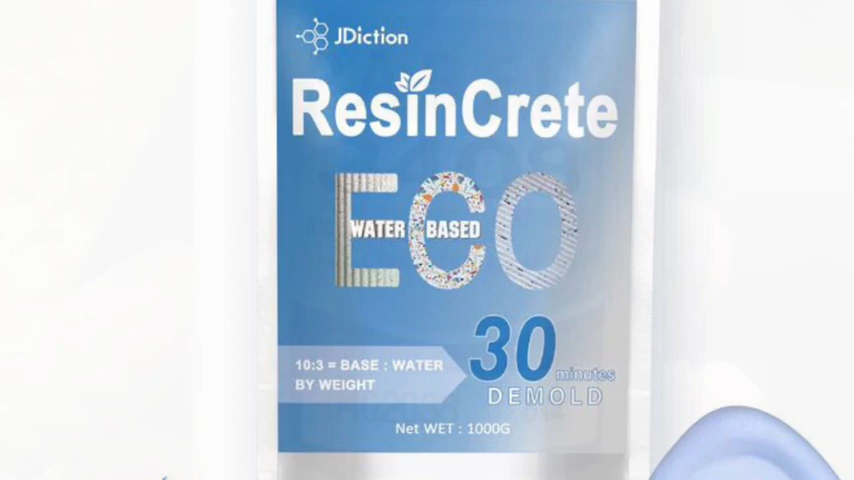 JDiction
ResinCrete
ECO
WATER BASED
30
minutes
10:3 = BASE : WATER
BY WEIGHT
DEMOLD
Net WET : 1000G